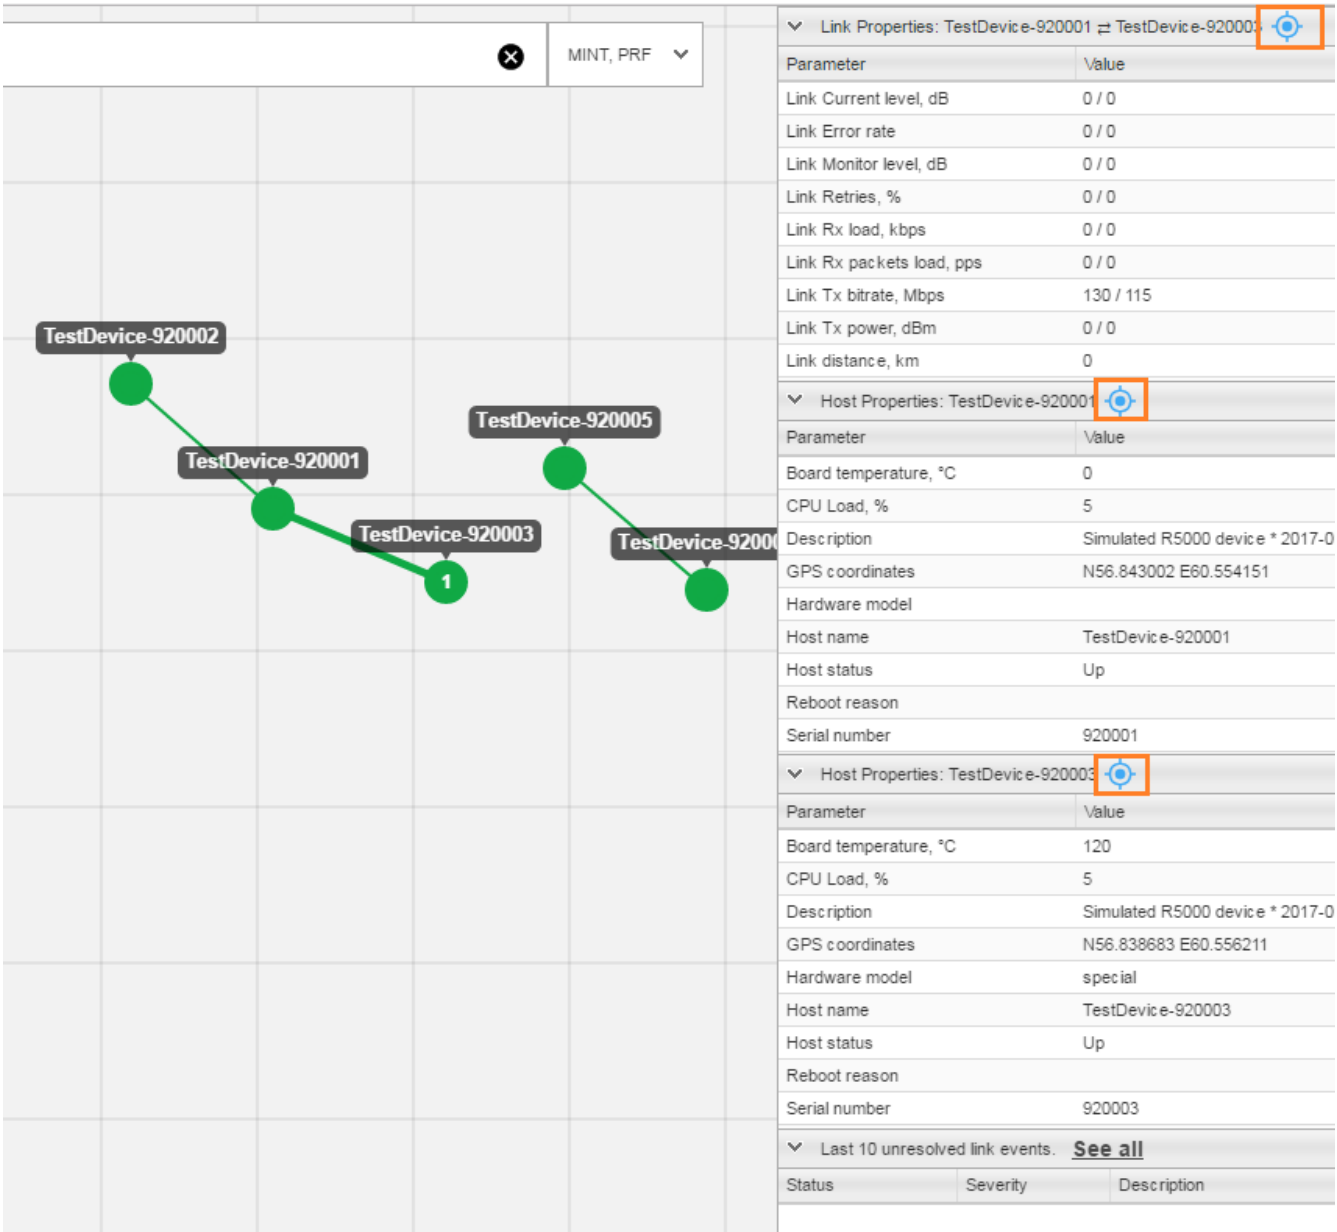 MINT, PRF
TestDevice-920002
TestDevice-920001
TestDevice-920005
TestDevice-920003
1
Link Properties: TestDevice-920001 ⇄ TestDevice-920003
Parameter Value
Link Current level, dB 0 / 0
Link Error rate 0 / 0
Link Monitor level, dB 0 / 0
Link Retries, % 0 / 0
Link Rx load, kbps 0 / 0
Link Rx packets load, pps 0 / 0
Link Tx bitrate, Mbps 130 / 115
Link Tx power, dBm 0 / 0
Link distance, km 0
Host Properties: TestDevice-920001
Parameter Value
Board temperature, °C 0
CPU Load, % 5
Description Simulated R5000 device * 2017-0
GPS coordinates N56.843002 E60.554151
Hardware model
Host name TestDevice-920001
Host status Up
Reboot reason
Serial number 920001
Host Properties: TestDevice-920003
Parameter Value
Board temperature, °C 120
CPU Load, % 5
Description Simulated R5000 device * 2017-0
GPS coordinates N56.838683 E60.556211
Hardware model special
Host name TestDevice-920003
Host status Up
Reboot reason
Serial number 920003
Last 10 unresolved link events. See all
Status Severity Description